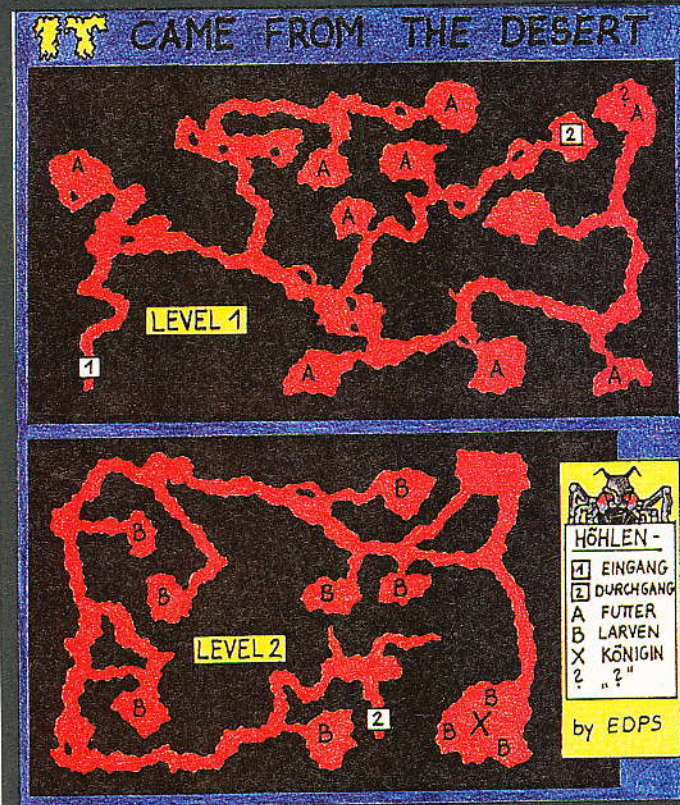 IT CAME FROM THE DESERT
A
?
A
2
A
A
A
A
LEVEL 1
1
A
A
A
B
B
B
B
B
LEVEL 2
B
B
2
B
B
X
B
HÖHLEN-
1 EINGANG
2 DURCHGANG
A FUTTER
B LARVEN
X KÖNIGIN
? "?"
by EDPS